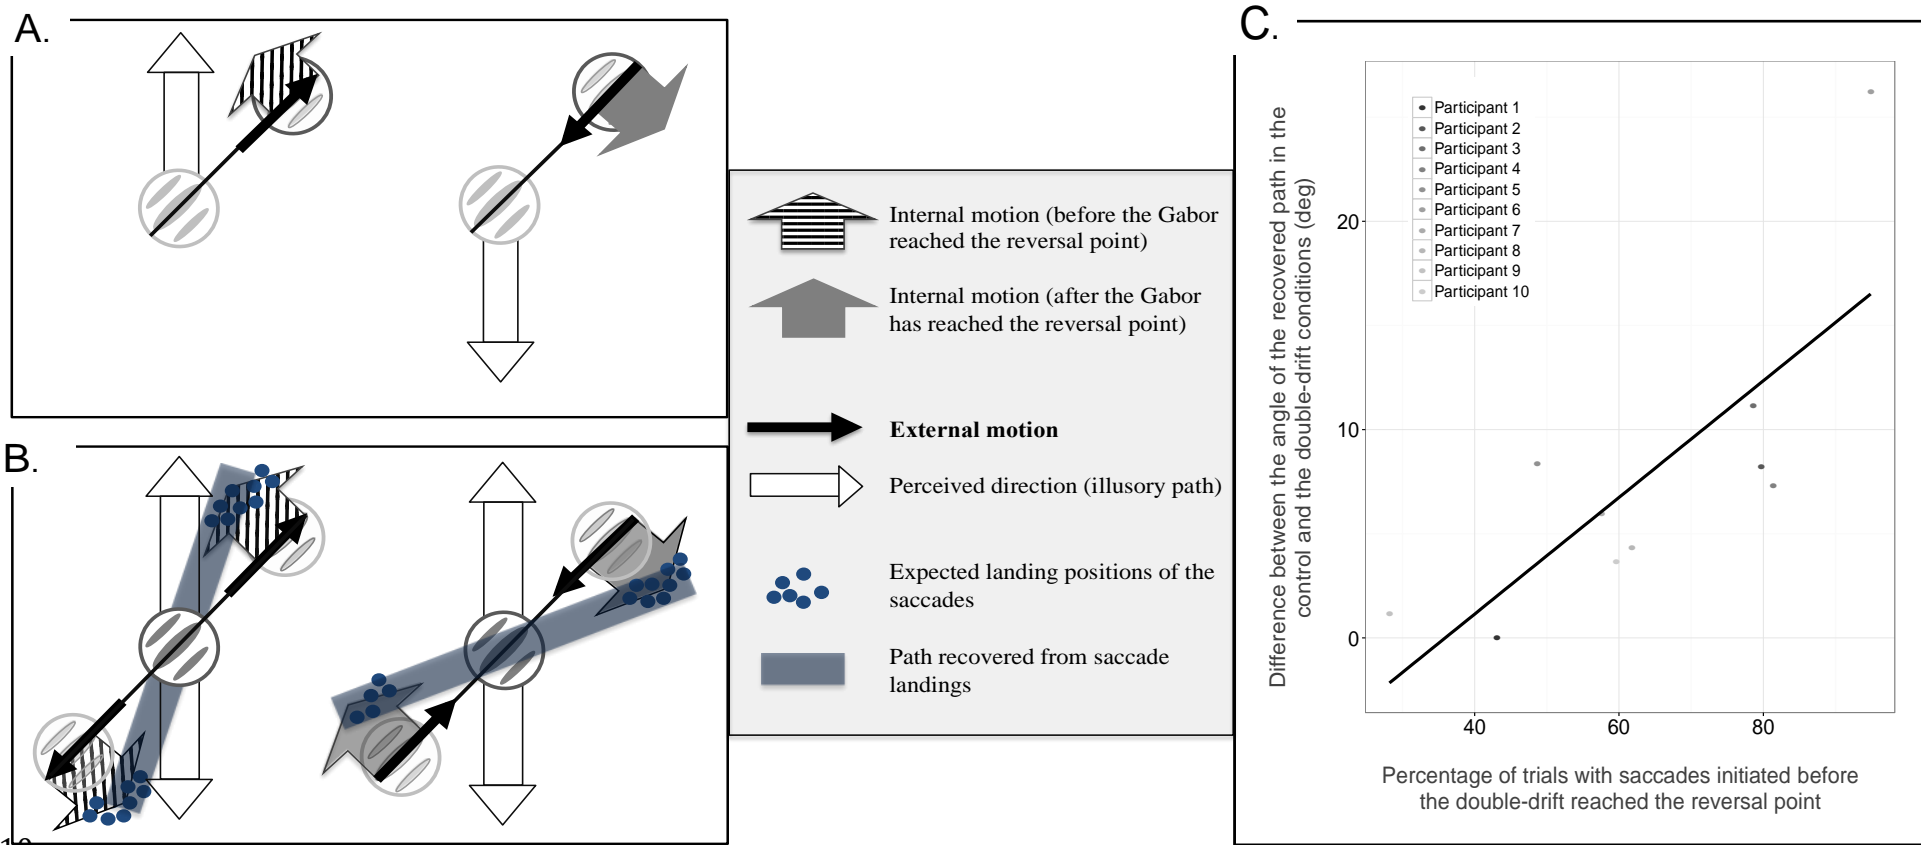 A.
B.
Internal motion (before the Gabor
reached the reversal point)
Internal motion (after the Gabor
has reached the reversal point)
External motion
Perceived direction (illusory path)
Expected landing positions of the
saccades
Path recovered from saccade
landings
C.
Difference between the angle of the recovered path in the
control and the double-drift conditions (deg)
Participant 1
Participant 2
Participant 3
Participant 4
Participant 5
Participant 6
Participant 7
Participant 8
Participant 9
Participant 10
20
10
0
40 60 80
Percentage of trials with saccades initiated before
the double-drift reached the reversal point